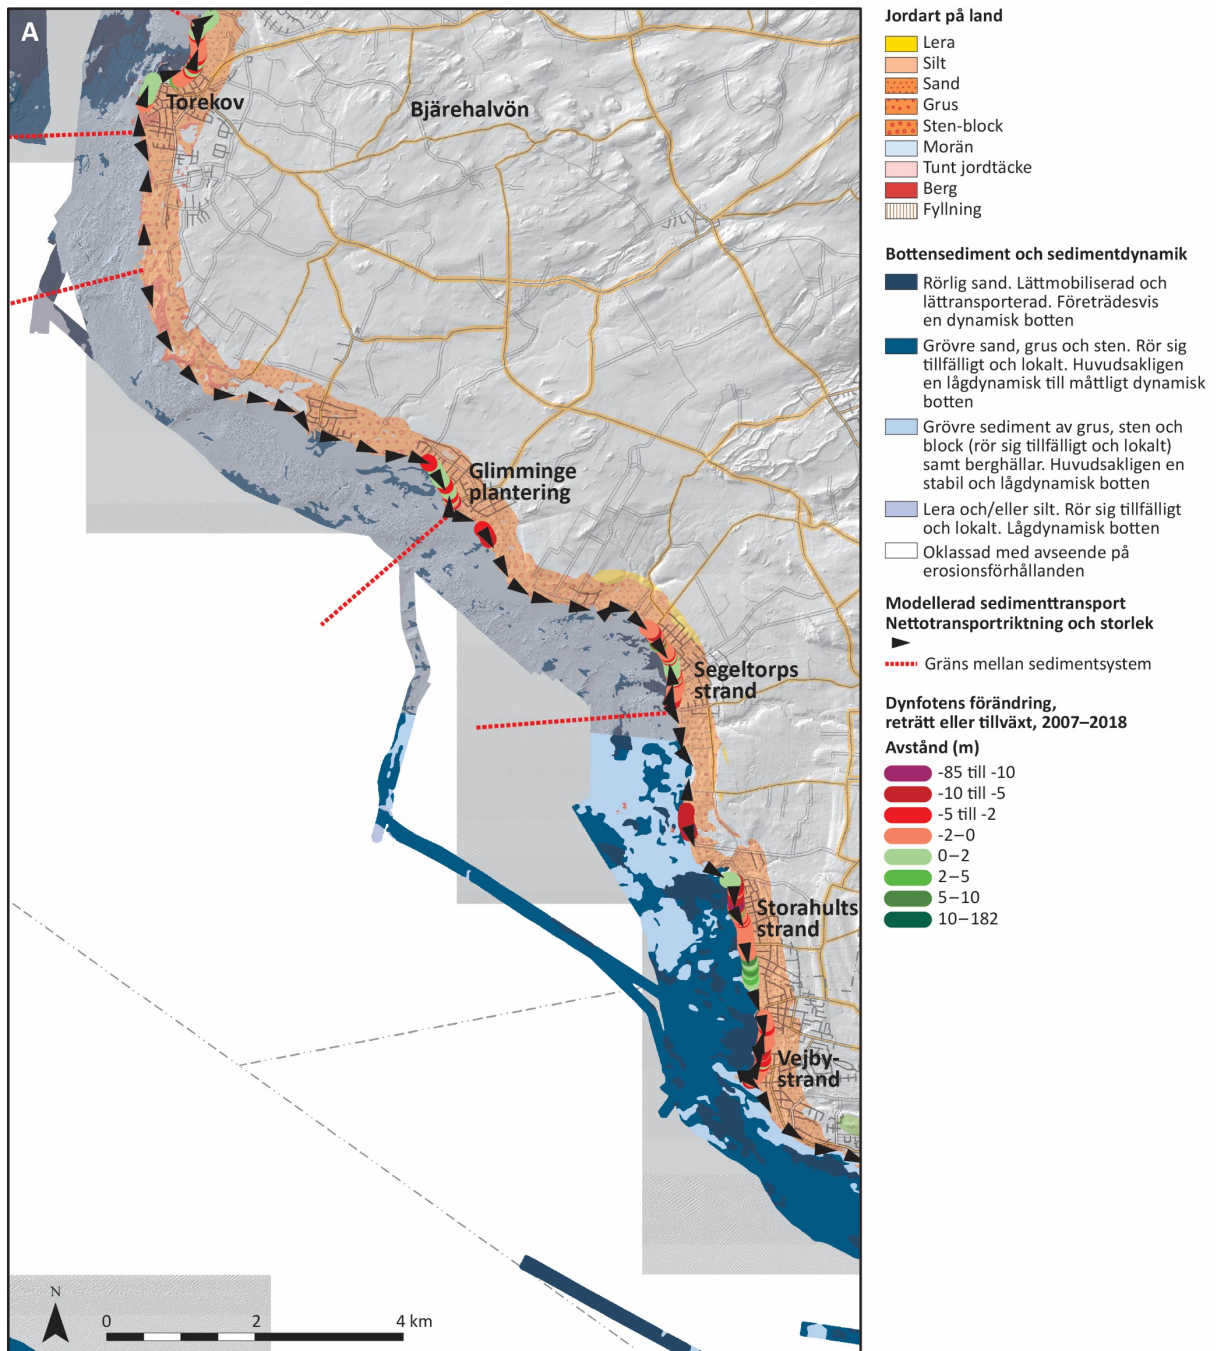 A
Torekov
Bjärehalvön
Glimminge
plantering
Segeltorps
strand
Storahults
strand
Vejby-
strand
N
0 2 4 km
Jordart på land
Lera
Silt
Sand
Grus
Sten-block
Morän
Tunt jordtäcke
Berg
Fyllning
Bottensediment och sedimentdynamik
Rörlig sand. Lättmobiliserad och
lättransporterad. Företrädesvis
en dynamisk botten
Grövre sand, grus och sten. Rör sig
tillfälligt och lokalt. Huvudsakligen
en lågdynamisk till måttligt dynamisk
botten
Grövre sediment av grus, sten och
block (rör sig tillfälligt och lokalt)
samt berghällar. Huvudsakligen en
stabil och lågdynamisk botten
Lera och/eller silt. Rör sig tillfälligt
och lokalt. Lågdynamisk botten
Oklassad med avseende på
erosionsförhållanden
Modellerad sedimenttransport
Nettotransportriktning och storlek
Gräns mellan sedimentsystem
Dynfotens förändring,
reträtt eller tillväxt, 2007–2018
Avstånd (m)
-85 till -10
-10 till -5
-5 till -2
-2–0
0–2
2–5
5–10
10–182